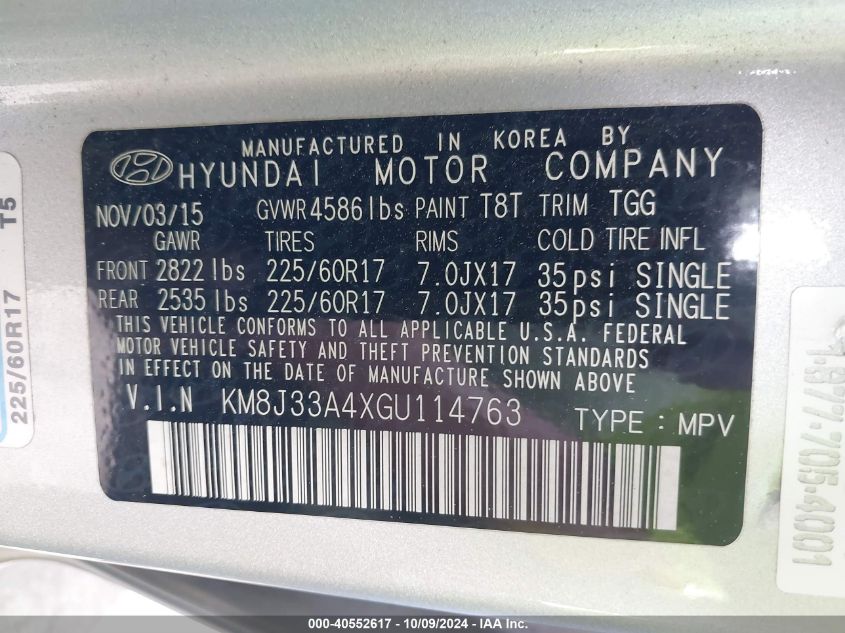 MANUFACTURED IN KOREA BY
HYUNDAI MOTOR COMPANY
NOV/03/15 GVWR 4586 lbs PAINT T8T TRIM TGG
GAWR TIRES RIMS COLD TIRE INFL
FRONT 2822 lbs 225/60R17 7.0JX17 35psi SINGLE
REAR 2535 lbs 225/60R17 7.0JX17 35psi SINGLE
THIS VEHICLE CONFORMS TO ALL APPLICABLE U.S.A. FEDERAL
MOTOR VEHICLE SAFETY AND THEFT PREVENTION STANDARDS
IN EFFECT ON THE DATE OF MANUFACTURE SHOWN ABOVE
V.I.N KM8J33A4XGU114763 TYPE : MPV
225/60R17 T5
1-877-705-4001
000-40552617 - 10/09/2024 - IAA Inc.